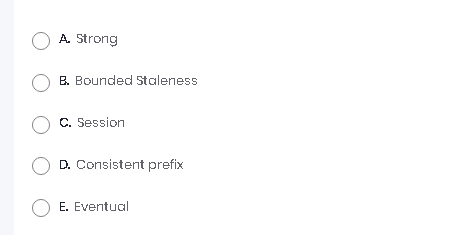 A. Strong
B. Bounded Staleness
C. Session
D. Consistent prefix
E. Eventual